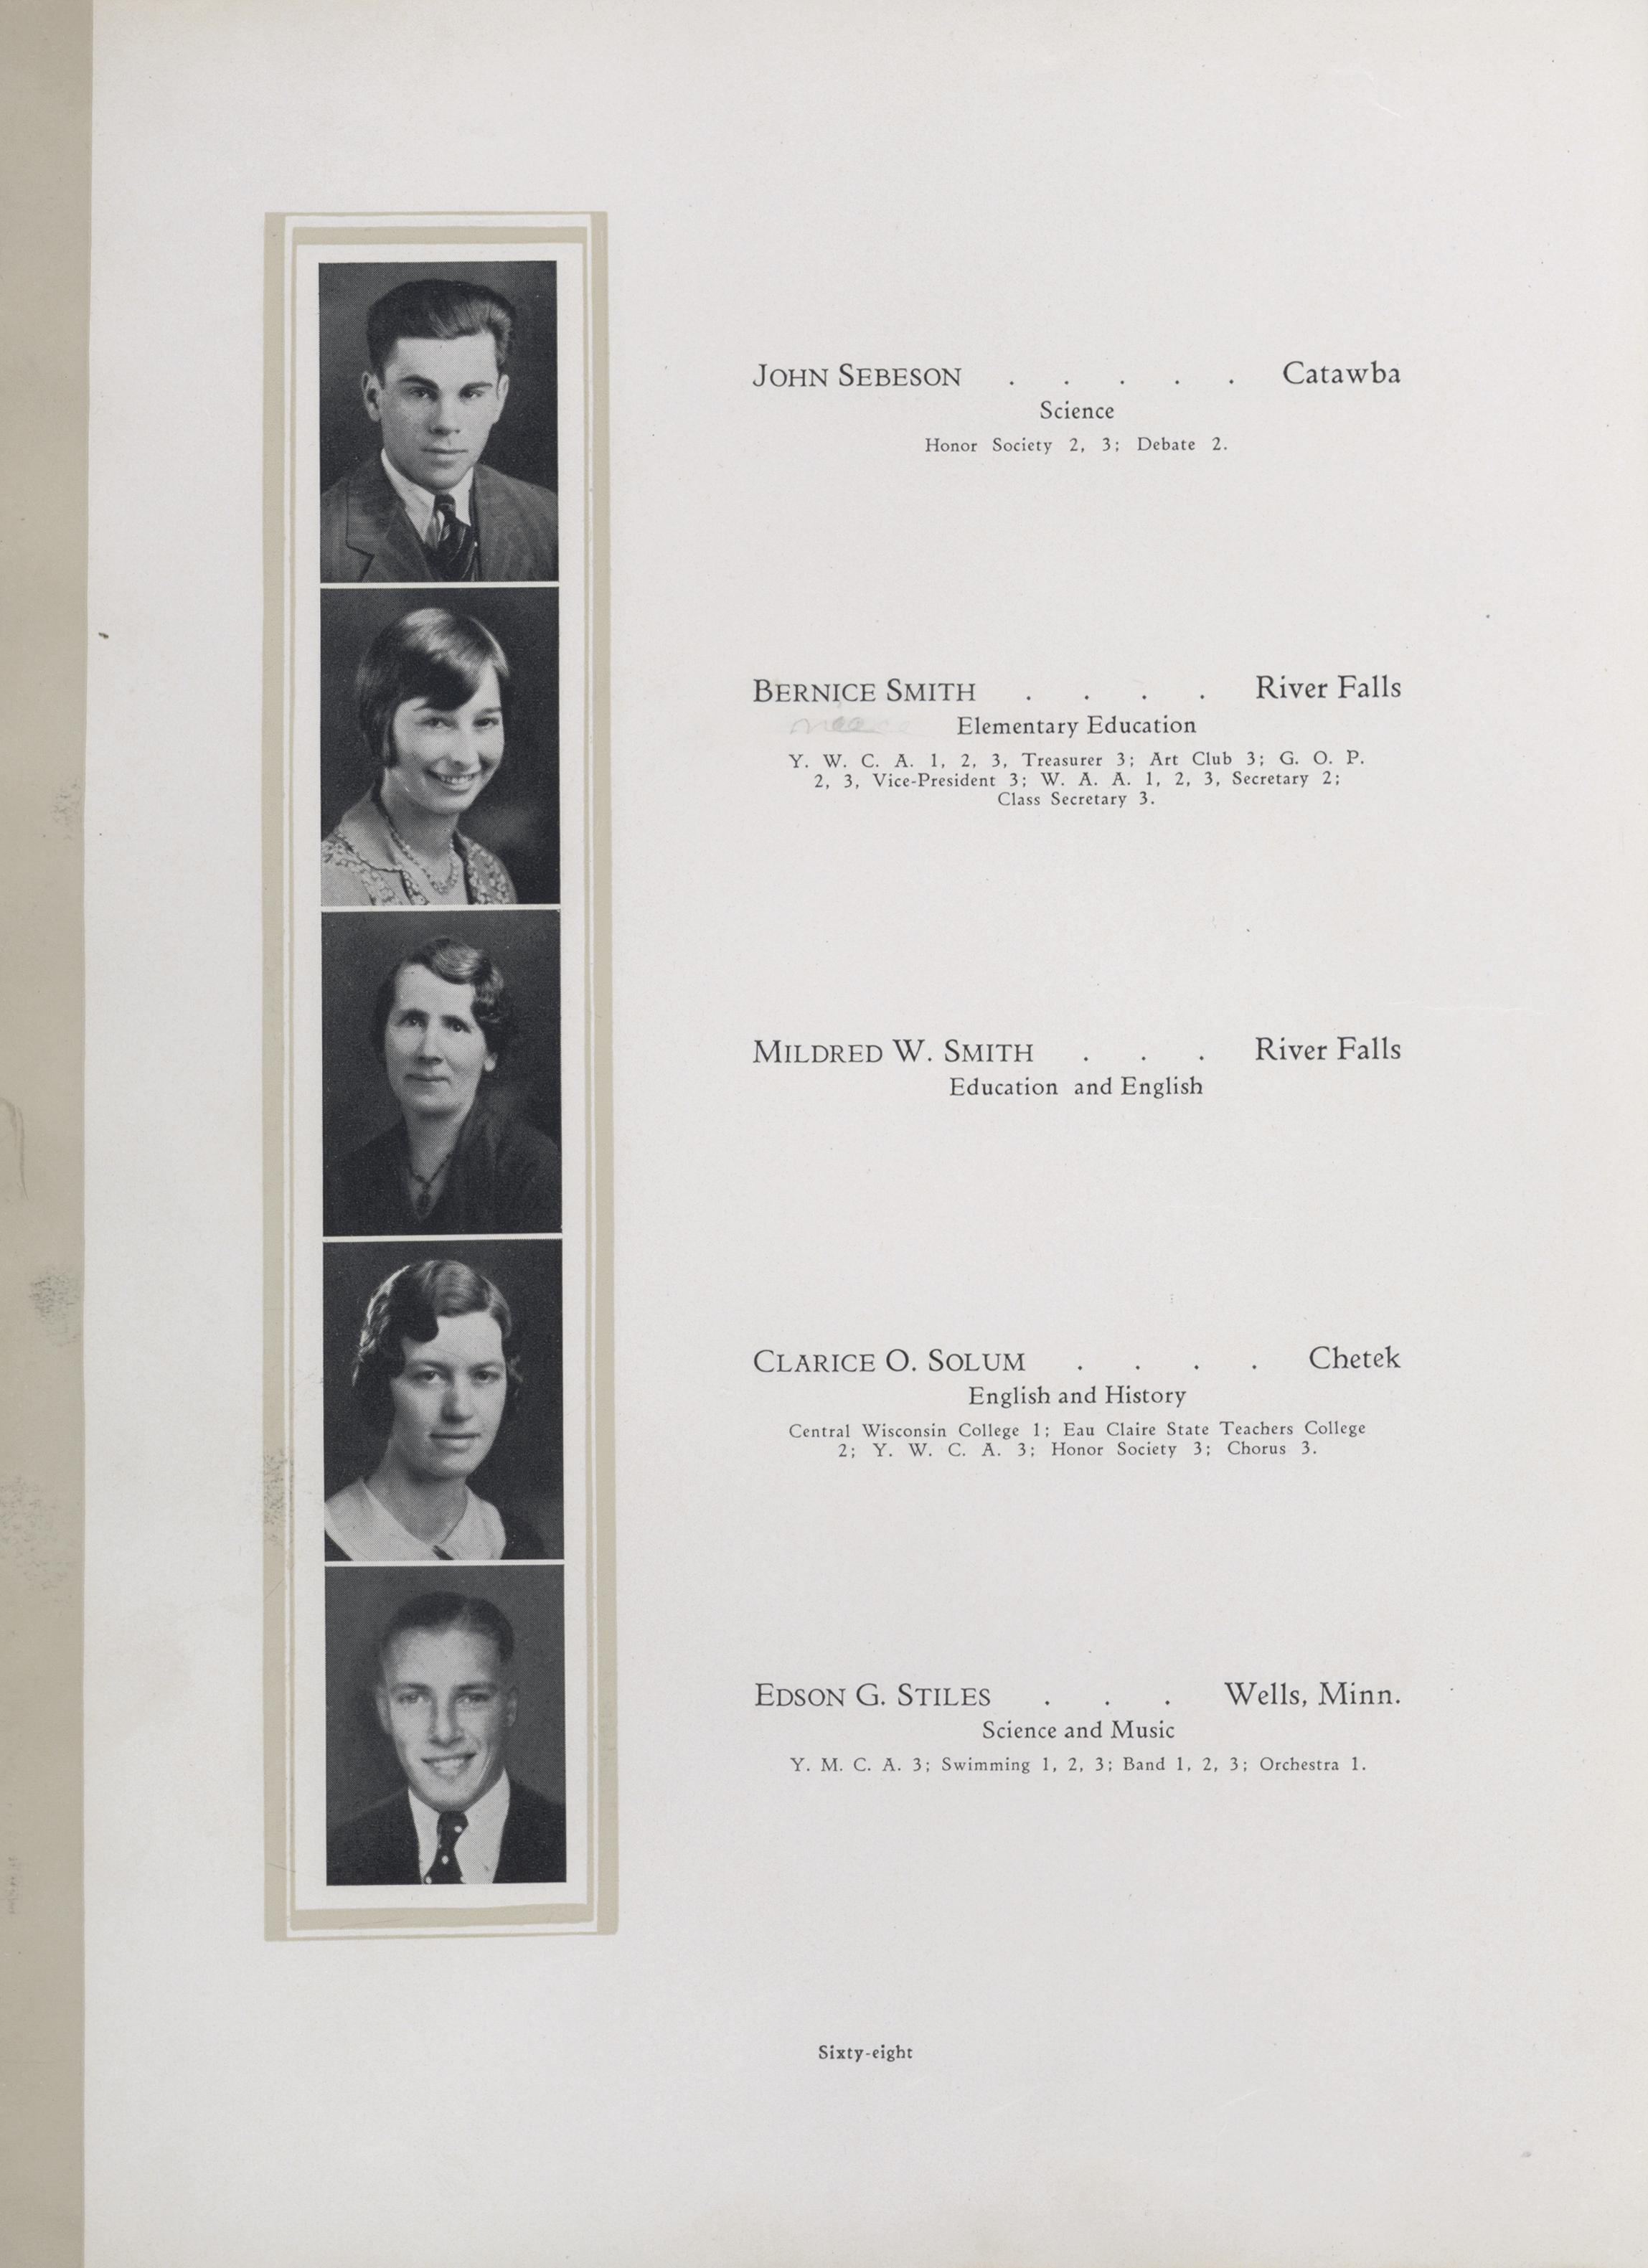 JOHN SEBESON . . . . . Catawba
Science
Honor Society 2, 3; Debate 2.
BERNICE SMITH . . . . River Falls
Elementary Education
Y. W. C. A. 1, 2, 3, Treasurer 3; Art Club 3; G. O. P.
2, 3, Vice-President 3; W. A. A. 1, 2, 3, Secretary 2;
Class Secretary 3.
MILDRED W. SMITH . . . River Falls
Education and English
CLARICE O. SOLUM . . . . Chetek
English and History
Central Wisconsin College 1; Eau Claire State Teachers College
2; Y. W. C. A. 3; Honor Society 3; Chorus 3.
EDSON G. STILES . . . Wells, Minn.
Science and Music
Y. M. C. A. 3; Swimming 1, 2, 3; Band 1, 2, 3; Orchestra 1.
Sixty-eight